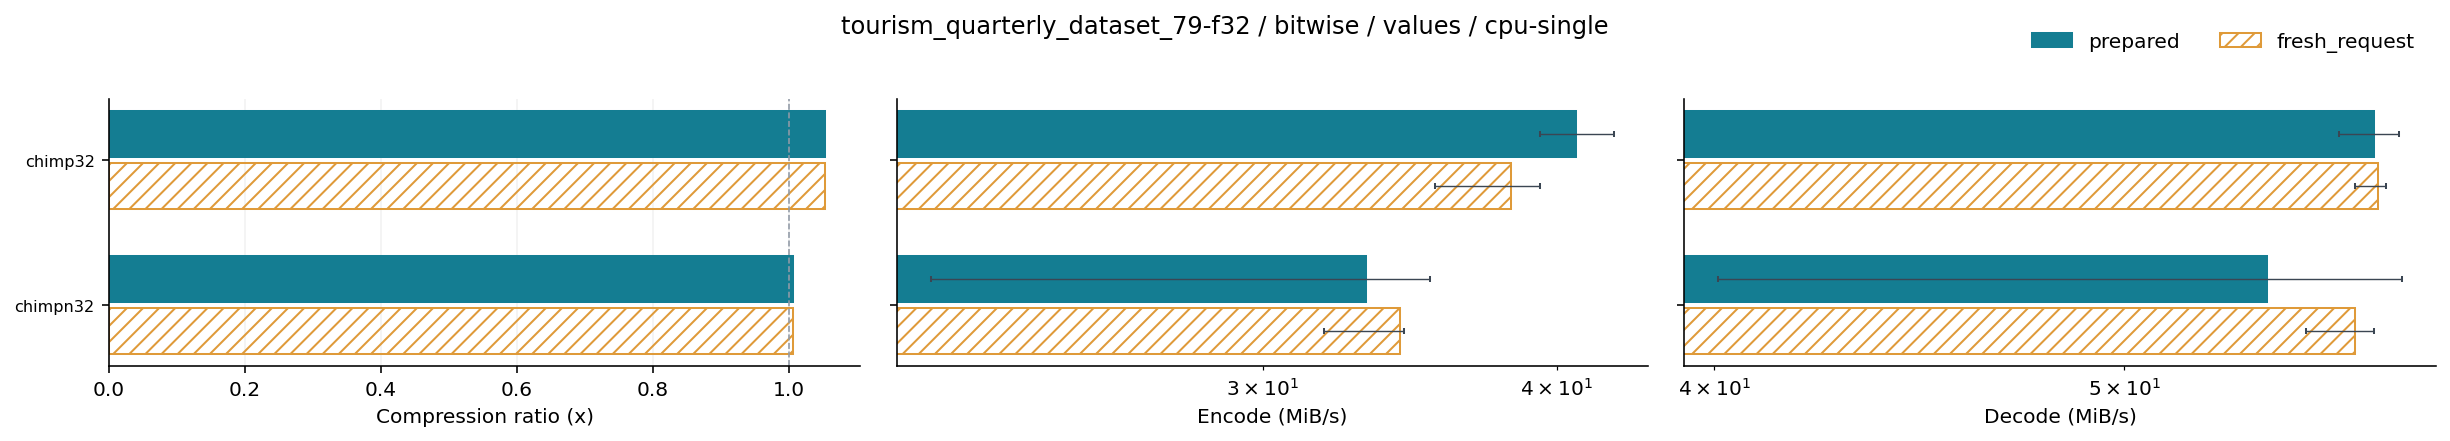 tourism_quarterly_dataset_79-f32 / bitwise / values / cpu-single
prepared
fresh_request
chimp32
chimpn32
0.0 0.2 0.4 0.6 0.8 1.0
Compression ratio (x)
3 × 10¹ 4 × 10¹
Encode (MiB/s)
4 × 10¹ 5 × 10¹
Decode (MiB/s)